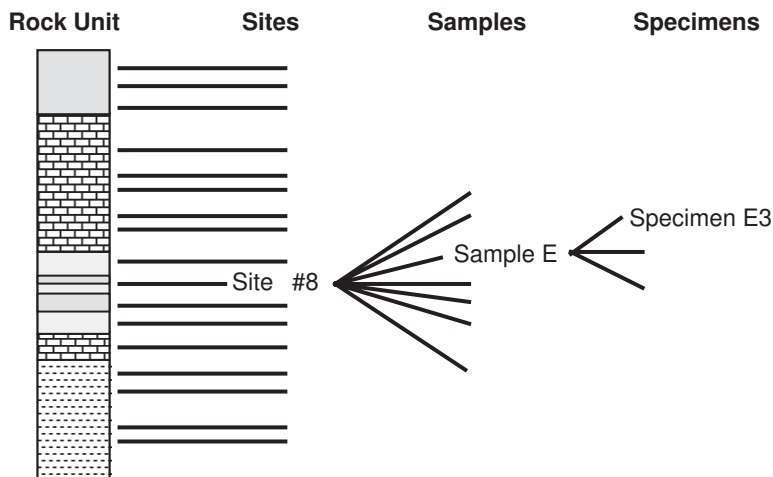 Rock Unit
Sites
Samples
Specimens
Specimen E3
Sample E
Site #8